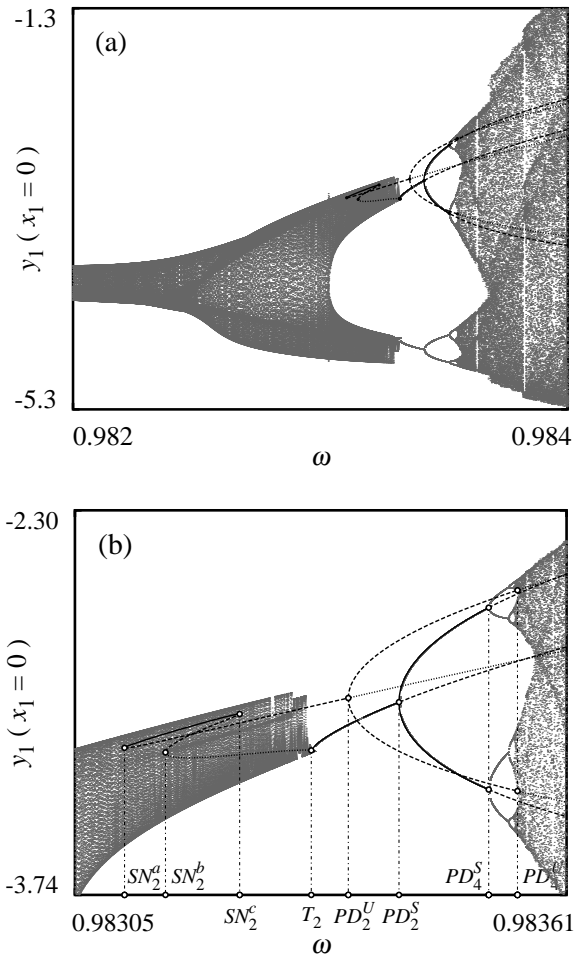 -1.3
(a)
y₁ ( x₁ = 0 )
-5.3
0.982
0.984
ω
-2.30
(b)
y₁ ( x₁ = 0 )
-3.74
SN₂ᵃ SN₂ᵇ PD₄ˢ PD₄ᵁ
SN₂ᶜ T₂ PD₂ᵁ PD₂ˢ
0.98305
0.98361
ω